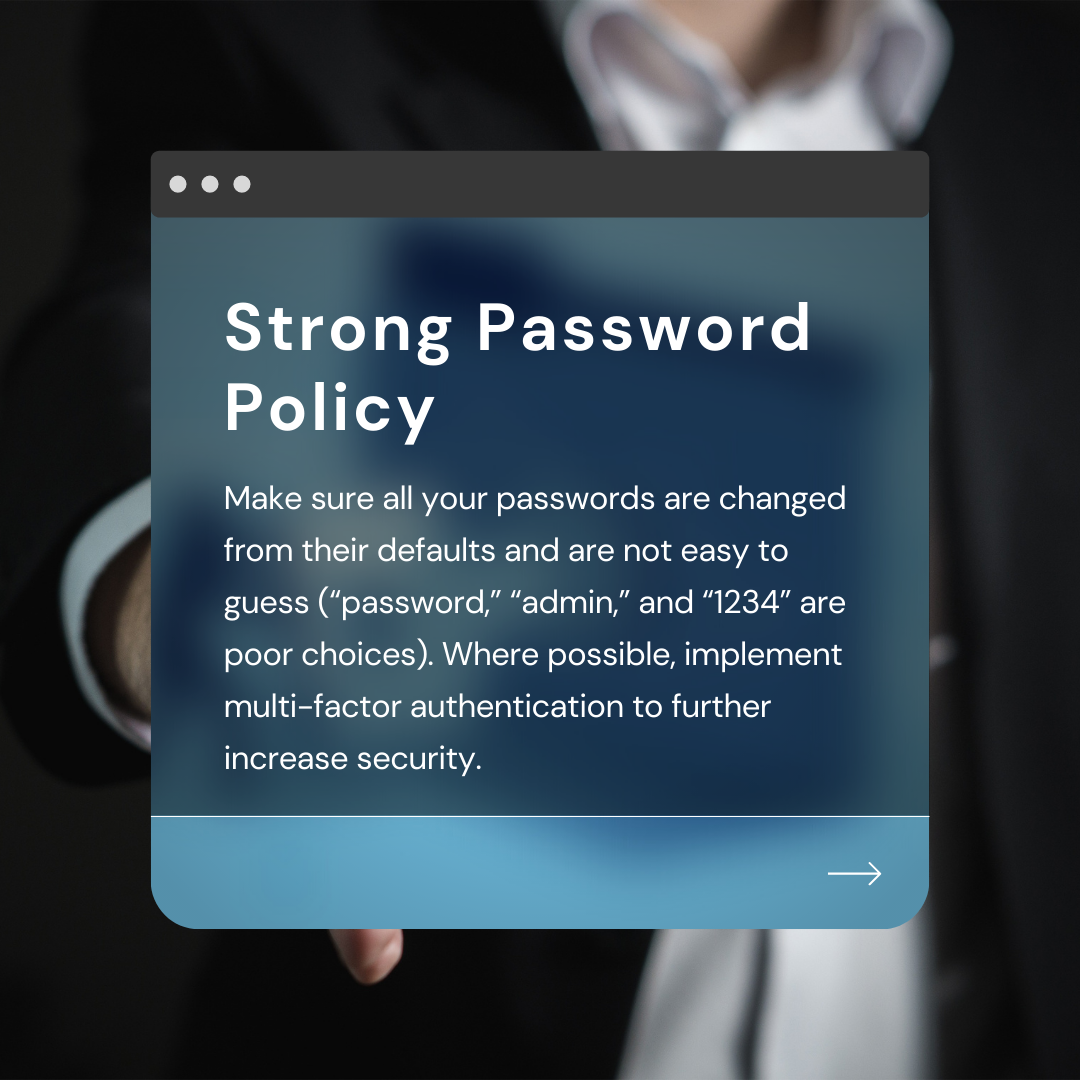 Strong Password
Policy
Make sure all your passwords are changed
from their defaults and are not easy to
guess (“password,” “admin,” and “1234” are
poor choices). Where possible, implement
multi-factor authentication to further
increase security.